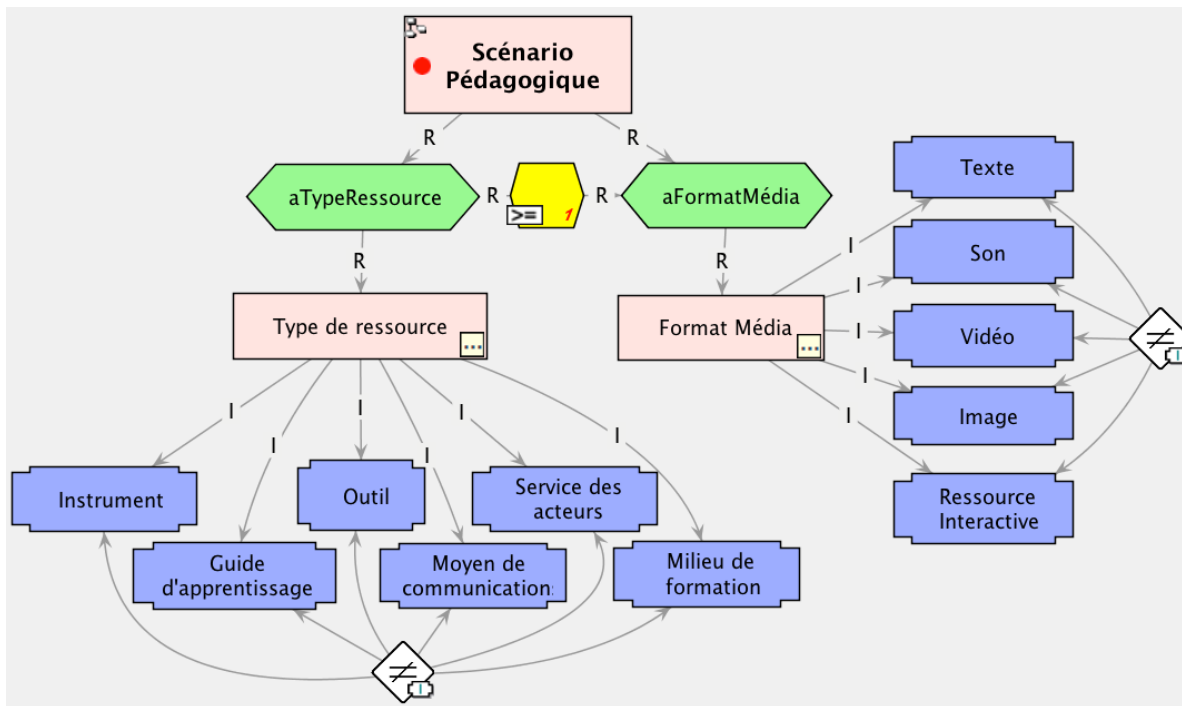 Scénario
Pédagogique
R
R
aTypeRessource
R
>=
1
R
aFormatMédia
Texte
R
R
I
Son
Type de ressource
...
Format Média
...
I
I
Vidéo
≠
I
I
Image
I
I
I
I
I
I
I
I
Instrument
Outil
Service des
acteurs
Ressource
Interactive
Guide
d'apprentissage
Moyen de
communication
Milieu de
formation
≠
I